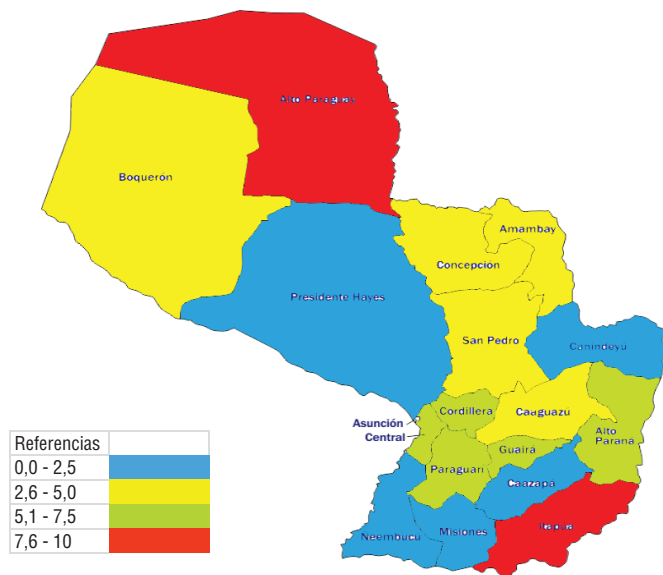 Alto Paraguay
Boquerón
Amambay
Concepción
Presidente Hayes
San Pedro
Canindeyú
Cordillera
Caaguazú
Asunción
Central
Alto
Paraná
Guairá
Paraguarí
Caazapá
Ñeembucú
Misiones
Referencias
0,0 - 2,5
2,6 - 5,0
5,1 - 7,5
7,6 - 10